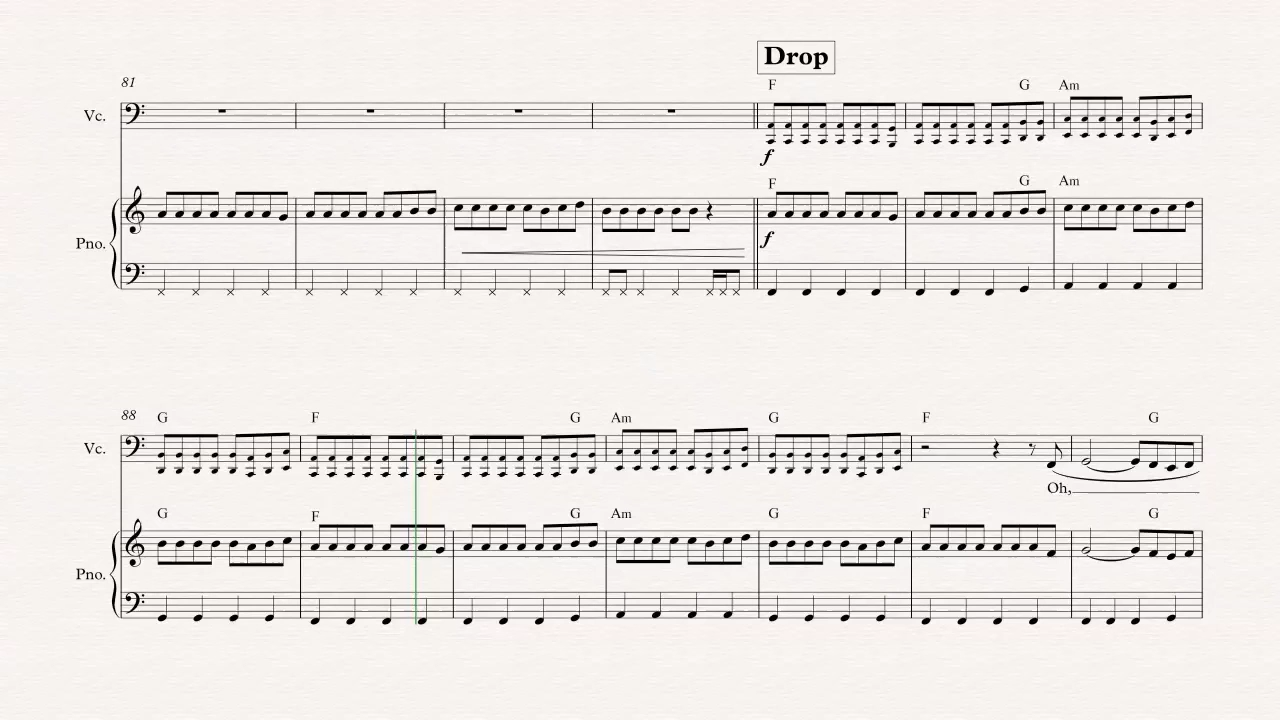 Drop
81
F G Am
Vc.
f
F G Am
Pno.
f
88
G F G Am G F G
Vc.
Oh,
G F G Am G F G
Pno.